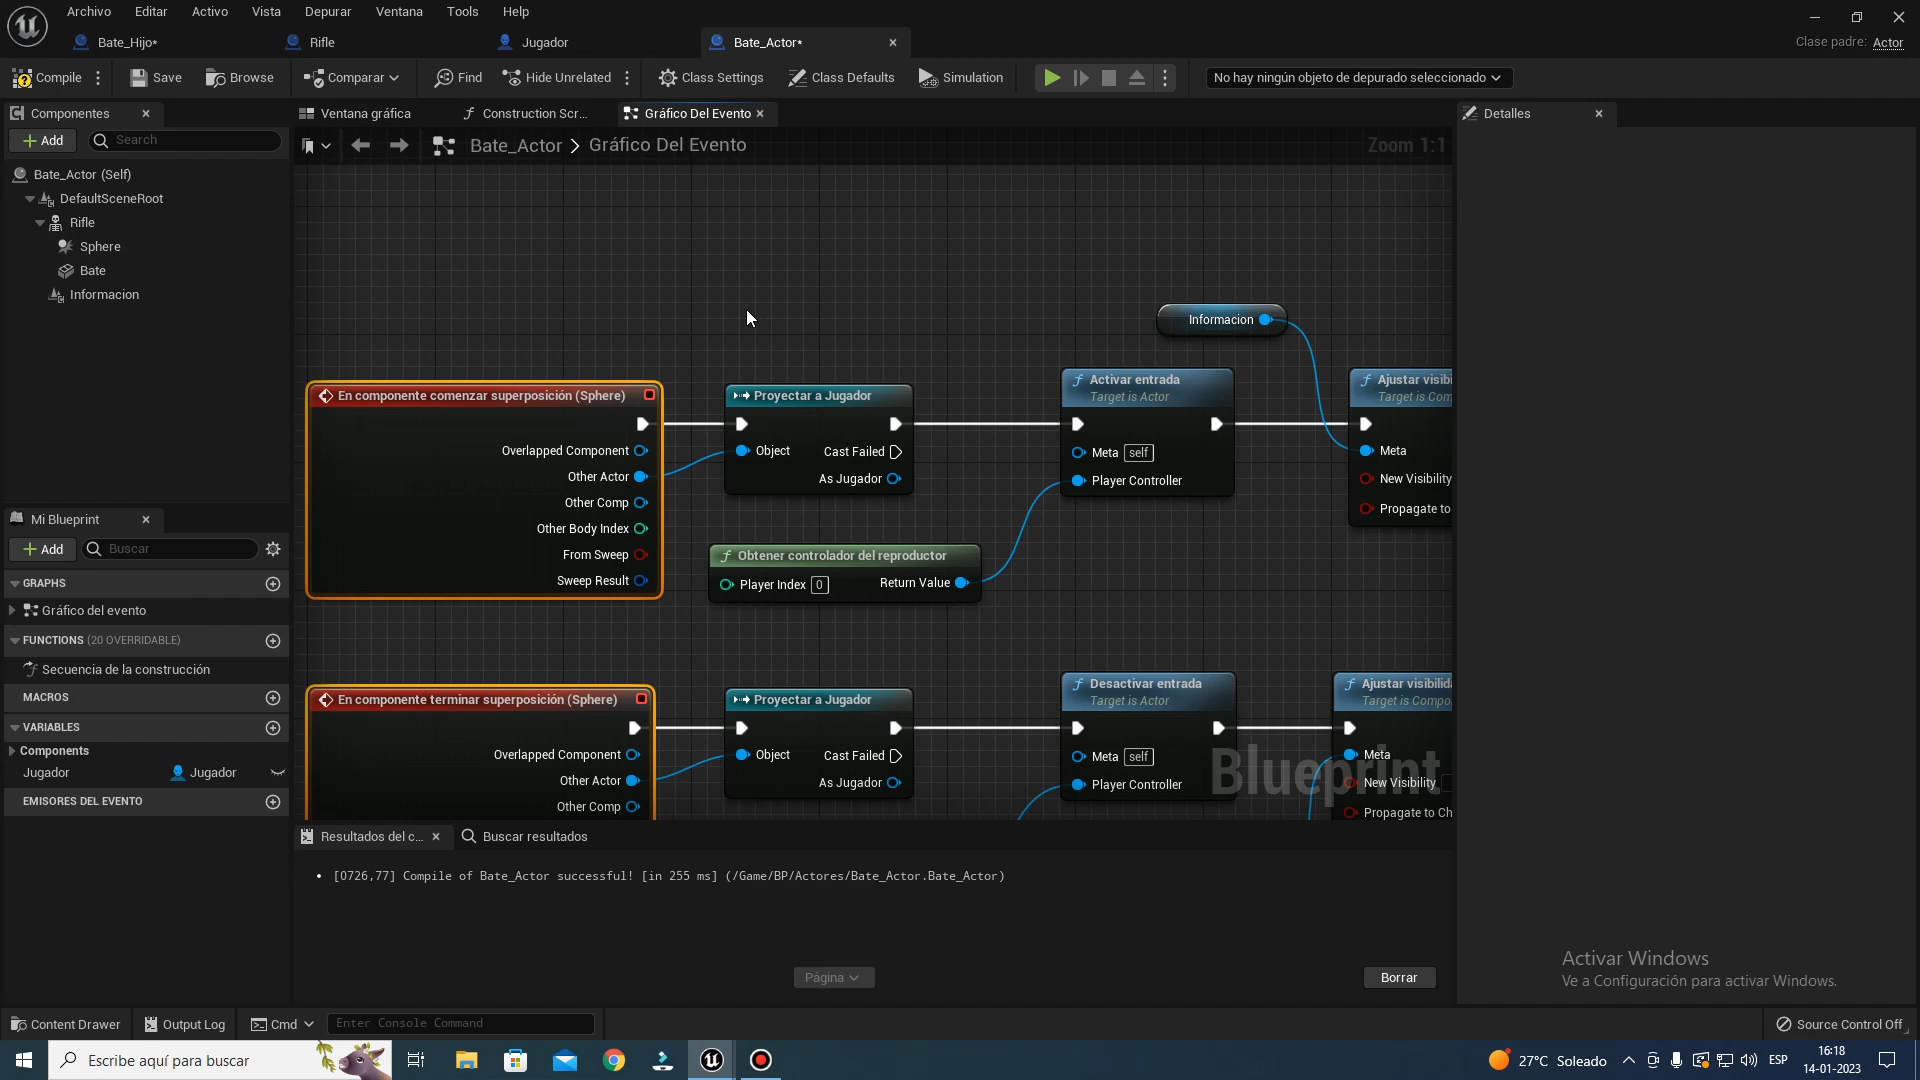 Archivo
Editar
Activo
Vista
Depurar
Ventana
Tools
Help
Bate_Hijo*
Rifle
Jugador
Bate_Actor*
Clase padre: Actor
Compile
Save
Browse
Comparar
Find
Hide Unrelated
Class Settings
Class Defaults
Simulation
No hay ningún objeto de depurado seleccionado
Componentes
Ventana gráfica
Construction Scr...
Gráfico Del Evento
Detalles
Add
Search
Bate_Actor > Gráfico Del Evento
Zoom 1:1
Bate_Actor (Self)
DefaultSceneRoot
Rifle
Sphere
Bate
Informacion
Informacion
En componente comenzar superposición (Sphere)
Overlapped Component
Other Actor
Other Comp
Other Body Index
From Sweep
Sweep Result
Proyectar a Jugador
Object
Cast Failed
As Jugador
Activar entrada
Target is Actor
Meta self
Player Controller
Ajustar visibi
Target is Com
Meta
New Visibility
Propagate to
Obtener controlador del reproductor
Player Index 0
Return Value
En componente terminar superposición (Sphere)
Overlapped Component
Other Actor
Other Comp
Proyectar a Jugador
Object
Cast Failed
As Jugador
Desactivar entrada
Target is Actor
Meta self
Player Controller
Ajustar visibilida
Target is Compo
Meta
New Visibility
Propagate to Ch
Blueprint
Mi Blueprint
Add
Buscar
GRAPHS
Gráfico del evento
FUNCTIONS (20 OVERRIDABLE)
Secuencia de la construcción
MACROS
VARIABLES
Components
Jugador
Jugador
EMISORES DEL EVENTO
Resultados del c...
Buscar resultados
[0726,77] Compile of Bate_Actor successful! [in 255 ms] (/Game/BP/Actores/Bate_Actor.Bate_Actor)
Página
Borrar
Activar Windows
Ve a Configuración para activar Windows.
Content Drawer
Output Log
Cmd
Enter Console Command
Source Control Off
Escribe aquí para buscar
27°C Soleado
ESP
16:18
14-01-2023